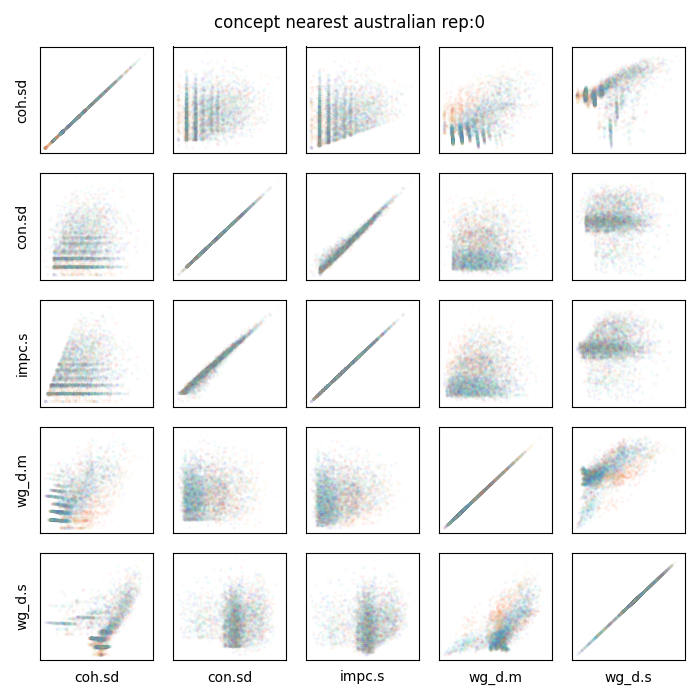 concept nearest australian rep:0
coh.sd
con.sd
impc.s
wg_d.m
wg_d.s
coh.sd
con.sd
impc.s
wg_d.m
wg_d.s